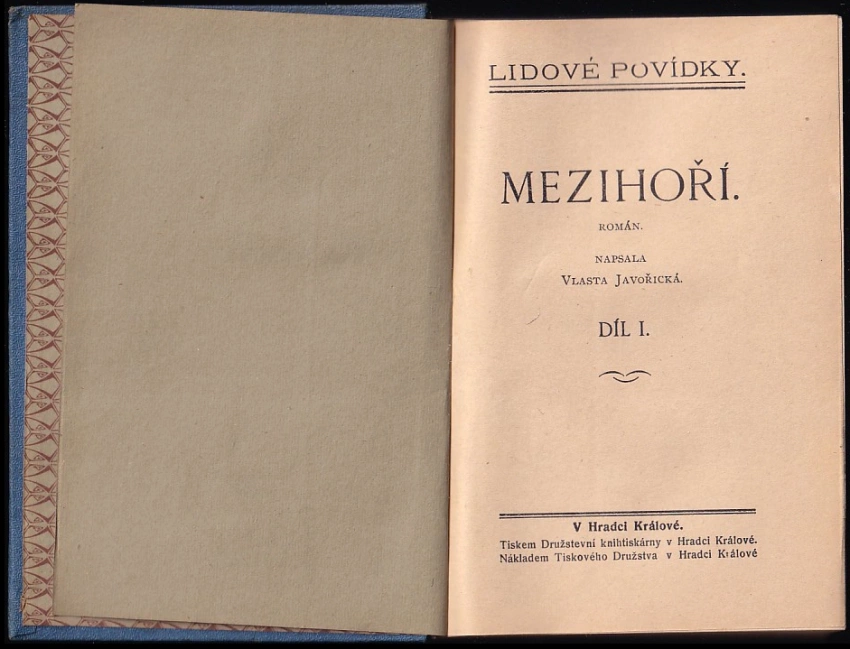 LIDOVÉ POVÍDKY.
MEZIHOŘÍ.
ROMÁN.
NAPSALA
VLASTA JAVOŘICKÁ.
DÍL I.
V Hradci Králové.
Tiskem Družstevní knihtiskárny v Hradci Králové.
Nákladem Tiskového Družstva v Hradci Králové